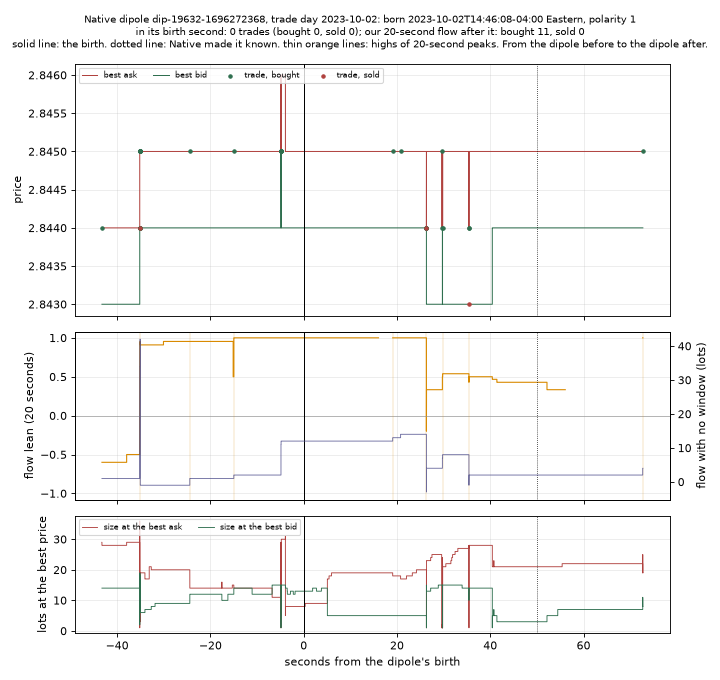 Native dipole dip-19632-1696272368, trade day 2023-10-02: born 2023-10-02T14:46:08-04:00 Eastern, polarity 1
in its birth second: 0 trades (bought 0, sold 0); our 20-second flow after it: bought 11, sold 0
solid line: the birth. dotted line: Native made it known. thin orange lines: highs of 20-second peaks. From the dipole before to the dipole after.
best ask
best bid
trade, bought
trade, sold
2.8460
2.8455
2.8450
2.8445
2.8440
2.8435
2.8430
price
1.0
0.5
0.0
−0.5
−1.0
flow lean (20 seconds)
40
30
20
10
0
flow with no window (lots)
size at the best ask
size at the best bid
30
20
10
0
lots at the best price
−40
−20
0
20
40
60
seconds from the dipole's birth